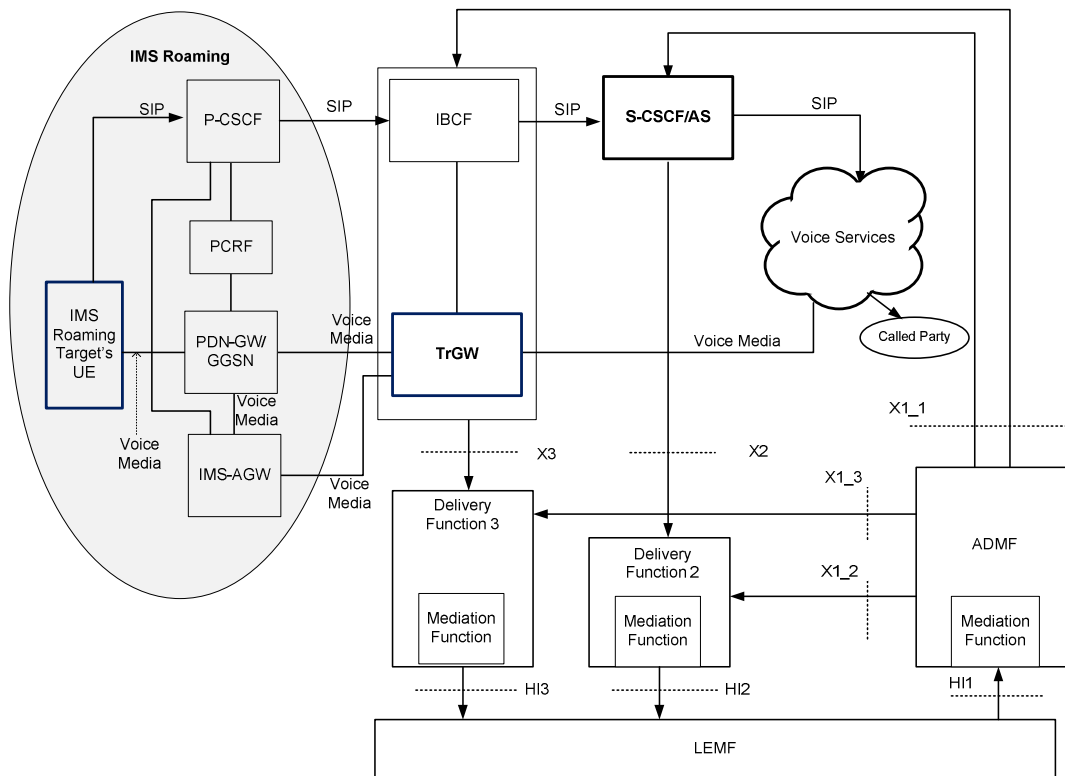 IMS Roaming
SIP
P-CSCF
SIP
IBCF
SIP
S-CSCF/AS
SIP
PCRF
Voice Services
IMS
Roaming
Target's
UE
PDN-GW/
GGSN
Voice
Media
TrGW
Voice Media
Called Party
Voice
Media
Voice
Media
IMS-AGW
Voice
Media
X3
X2
X1_1
X1_3
Delivery
Function 3
ADMF
Delivery
Function 2
X1_2
Mediation
Function
Mediation
Function
Mediation
Function
HI3
HI2
HI1
LEMF